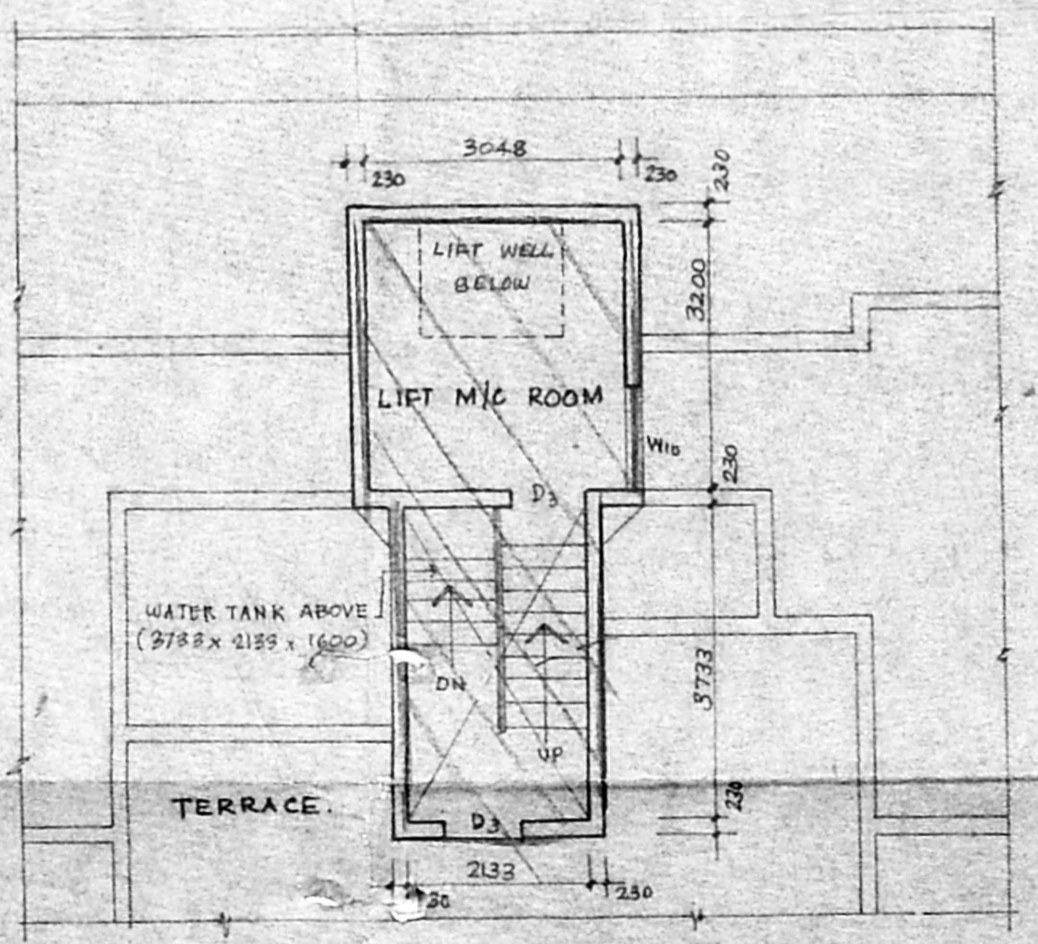 3048
230
230
230
LIFT WELL
BELOW
3200
LIFT M/C ROOM
W10
230
D3
WATER TANK ABOVE
(3733 x 2133 x 1600)
DN
3733
UP
TERRACE.
D3
230
2133
30
230